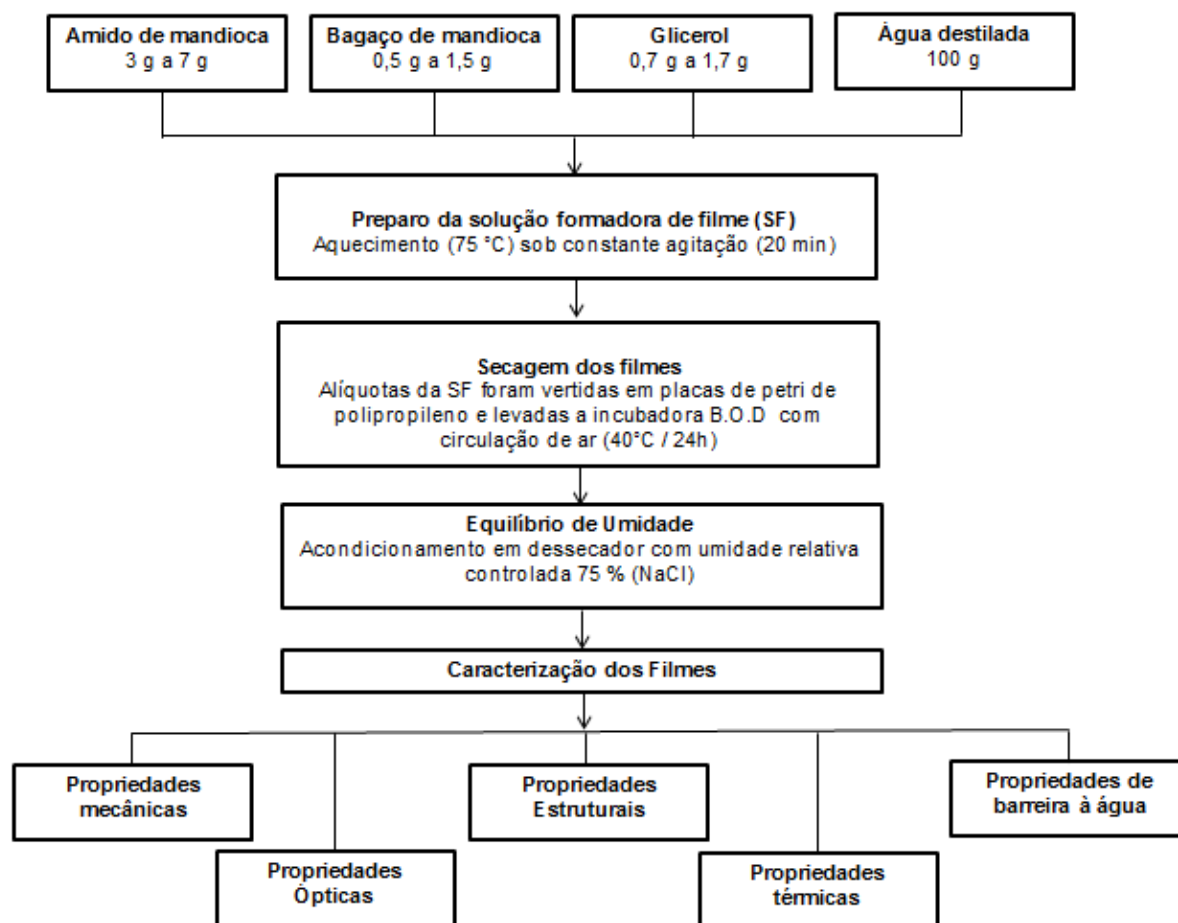 Amido de mandioca
3 g a 7 g
Bagaço de mandioca
0,5 g a 1,5 g
Glicerol
0,7 g a 1,7 g
Água destilada
100 g
Preparo da solução formadora de filme (SF)
Aquecimento (75 °C) sob constante agitação (20 min)
Secagem dos filmes
Alíquotas da SF foram vertidas em placas de petri de
polipropileno e levadas a incubadora B.O.D com
circulação de ar (40°C / 24h)
Equilíbrio de Umidade
Acondicionamento em dessecador com umidade relativa
controlada 75 % (NaCl)
Caracterização dos Filmes
Propriedades
mecânicas
Propriedades
Ópticas
Propriedades
Estruturais
Propriedades
térmicas
Propriedades de
barreira à água